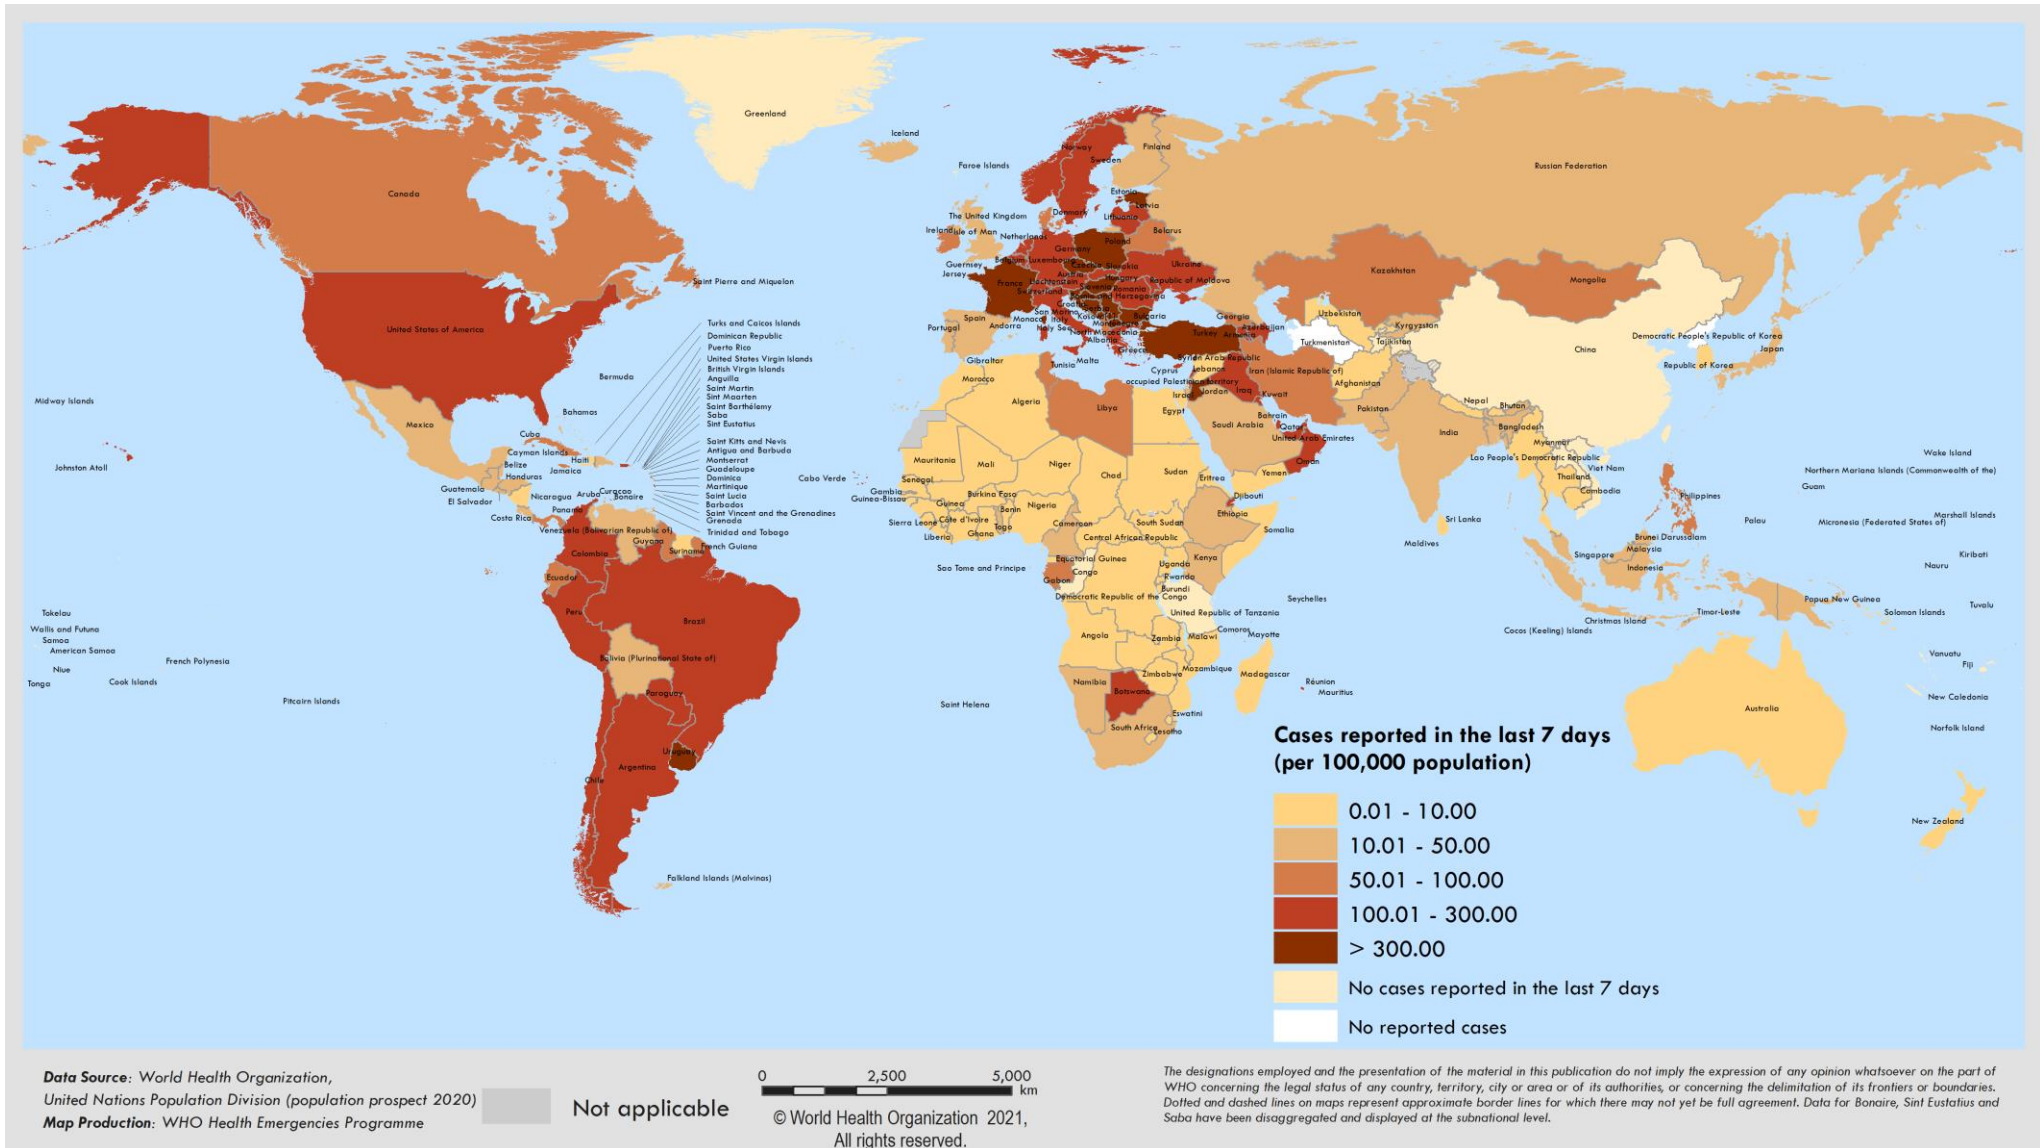 Greenland
Iceland
Faroe Islands
Norway
Sweden
Finland
Russian Federation
Canada
Estonia
Latvia
Denmark
Lithuania
The United Kingdom
Ireland
Isle of Man
Netherlands
Belarus
Germany
Poland
Belgium
Luxembourg
Guernsey
Jersey
Czechia
Slovakia
Ukraine
Austria
France
Liechtenstein
Hungary
Republic of Moldova
Switzerland
Slovenia
Romania
Bosnia and Herzegovina
Croatia
Serbia
San Marino
Monaco
Italy
Kosovo
Bulgaria
Spain
Andorra
Holy See
Montenegro
Portugal
North Macedonia
Albania
Greece
Turkey
Georgia
Azerbaijan
Armenia
Kazakhstan
Mongolia
Uzbekistan
Kyrgyzstan
Turkmenistan
Tajikistan
China
Democratic People's Republic of Korea
Japan
Republic of Korea
Saint Pierre and Miquelon
United States of America
Turks and Caicos Islands
Dominican Republic
Puerto Rico
United States Virgin Islands
British Virgin Islands
Anguilla
Saint Martin
Sint Maarten
Saint Barthélemy
Saba
Sint Eustatius
Saint Kitts and Nevis
Antigua and Barbuda
Montserrat
Guadeloupe
Dominica
Martinique
Saint Lucia
Barbados
Saint Vincent and the Grenadines
Grenada
Trinidad and Tobago
French Guiana
Bermuda
Bahamas
Midway Islands
Johnston Atoll
Mexico
Cuba
Cayman Islands
Haiti
Belize
Jamaica
Honduras
Guatemala
El Salvador
Nicaragua
Aruba
Curaçao
Bonaire
Costa Rica
Panama
Venezuela (Bolivarian Republic of)
Guyana
Suriname
Colombia
Ecuador
Peru
Brazil
Bolivia (Plurinational State of)
Paraguay
Uruguay
Argentina
Chile
Falkland Islands (Malvinas)
Gibraltar
Malta
Tunisia
Cyprus
Syrian Arab Republic
Lebanon
occupied Palestinian territory
Israel
Jordan
Iraq
Iran (Islamic Republic of)
Kuwait
Afghanistan
Morocco
Algeria
Libya
Egypt
Saudi Arabia
Bahrain
Qatar
United Arab Emirates
Oman
Yemen
Pakistan
India
Nepal
Bhutan
Bangladesh
Myanmar
Lao People's Democratic Republic
Viet Nam
Thailand
Cambodia
Philippines
Sri Lanka
Maldives
Brunei Darussalam
Malaysia
Singapore
Indonesia
Timor-Leste
Papua New Guinea
Solomon Islands
Christmas Island
Cocos (Keeling) Islands
Wake Island
Northern Mariana Islands (Commonwealth of the)
Guam
Palau
Marshall Islands
Micronesia (Federated States of)
Kiribati
Nauru
Tuvalu
Vanuatu
Fiji
New Caledonia
Norfolk Island
Australia
New Zealand
Cabo Verde
Mauritania
Mali
Niger
Chad
Sudan
Eritrea
Senegal
Gambia
Guinea-Bissau
Guinea
Burkina Faso
Benin
Nigeria
Djibouti
Ethiopia
Somalia
Sierra Leone
Côte d'Ivoire
Togo
Ghana
Liberia
Cameroon
South Sudan
Central African Republic
Equatorial Guinea
Sao Tome and Principe
Gabon
Congo
Uganda
Kenya
Rwanda
Burundi
Democratic Republic of the Congo
United Republic of Tanzania
Seychelles
Angola
Zambia
Malawi
Comoros
Mayotte
Mozambique
Zimbabwe
Madagascar
Namibia
Botswana
Réunion
Mauritius
Eswatini
South Africa
Lesotho
Saint Helena
Tokelau
Wallis and Futuna
Samoa
American Samoa
Niue
Tonga
Cook Islands
French Polynesia
Pitcairn Islands
Cases reported in the last 7 days
(per 100,000 population)
0.01 - 10.00
10.01 - 50.00
50.01 - 100.00
100.01 - 300.00
> 300.00
No cases reported in the last 7 days
No reported cases
Data Source: World Health Organization,
United Nations Population Division (population prospect 2020)
Map Production: WHO Health Emergencies Programme
Not applicable
0 2,500 5,000
km
© World Health Organization 2021,
All rights reserved.
The designations employed and the presentation of the material in this publication do not imply the expression of any opinion whatsoever on the part of
WHO concerning the legal status of any country, territory, city or area or of its authorities, or concerning the delimitation of its frontiers or boundaries.
Dotted and dashed lines on maps represent approximate border lines for which there may not yet be full agreement. Data for Bonaire, Sint Eustatius and
Saba have been disaggregated and displayed at the subnational level.